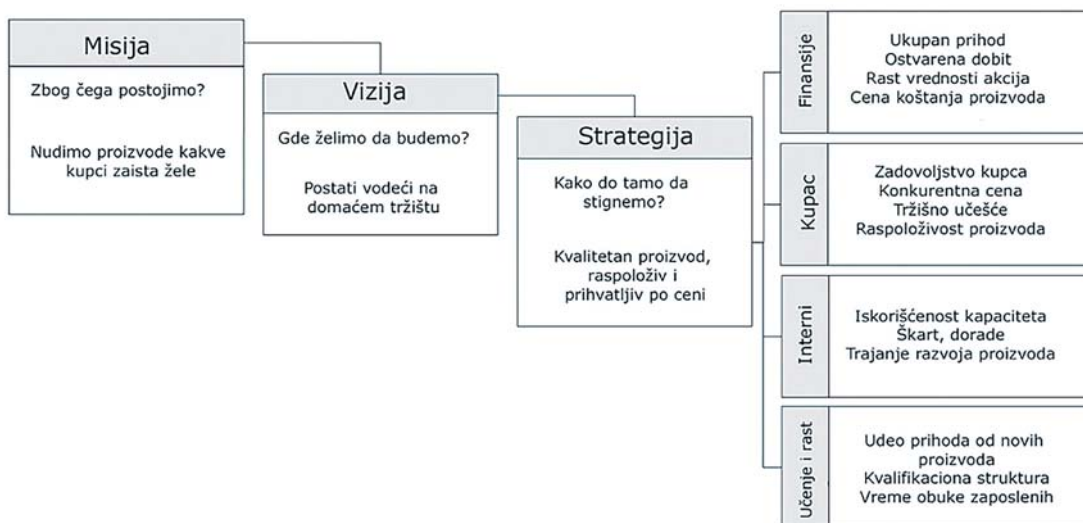 Misija
Zbog čega postojimo?
Nudimo proizvode kakve
kupci zaista žele
Vizija
Gde želimo da budemo?
Postati vodeći na
domaćem tržištu
Strategija
Kako do tamo da
stignemo?
Kvalitetan proizvod,
raspoloživ i
prihvatljiv po ceni
Finansije
Ukupan prihod
Ostvarena dobit
Rast vrednosti akcija
Cena koštanja proizvoda
Kupac
Zadovoljstvo kupca
Konkurentna cena
Tržišno učešće
Raspoloživost proizvoda
Interni
Iskorišćenost kapaciteta
Škart, dorade
Trajanje razvoja proizvoda
Učenje i rast
Udeo prihoda od novih
proizvoda
Kvalifikaciona struktura
Vreme obuke zaposlenih